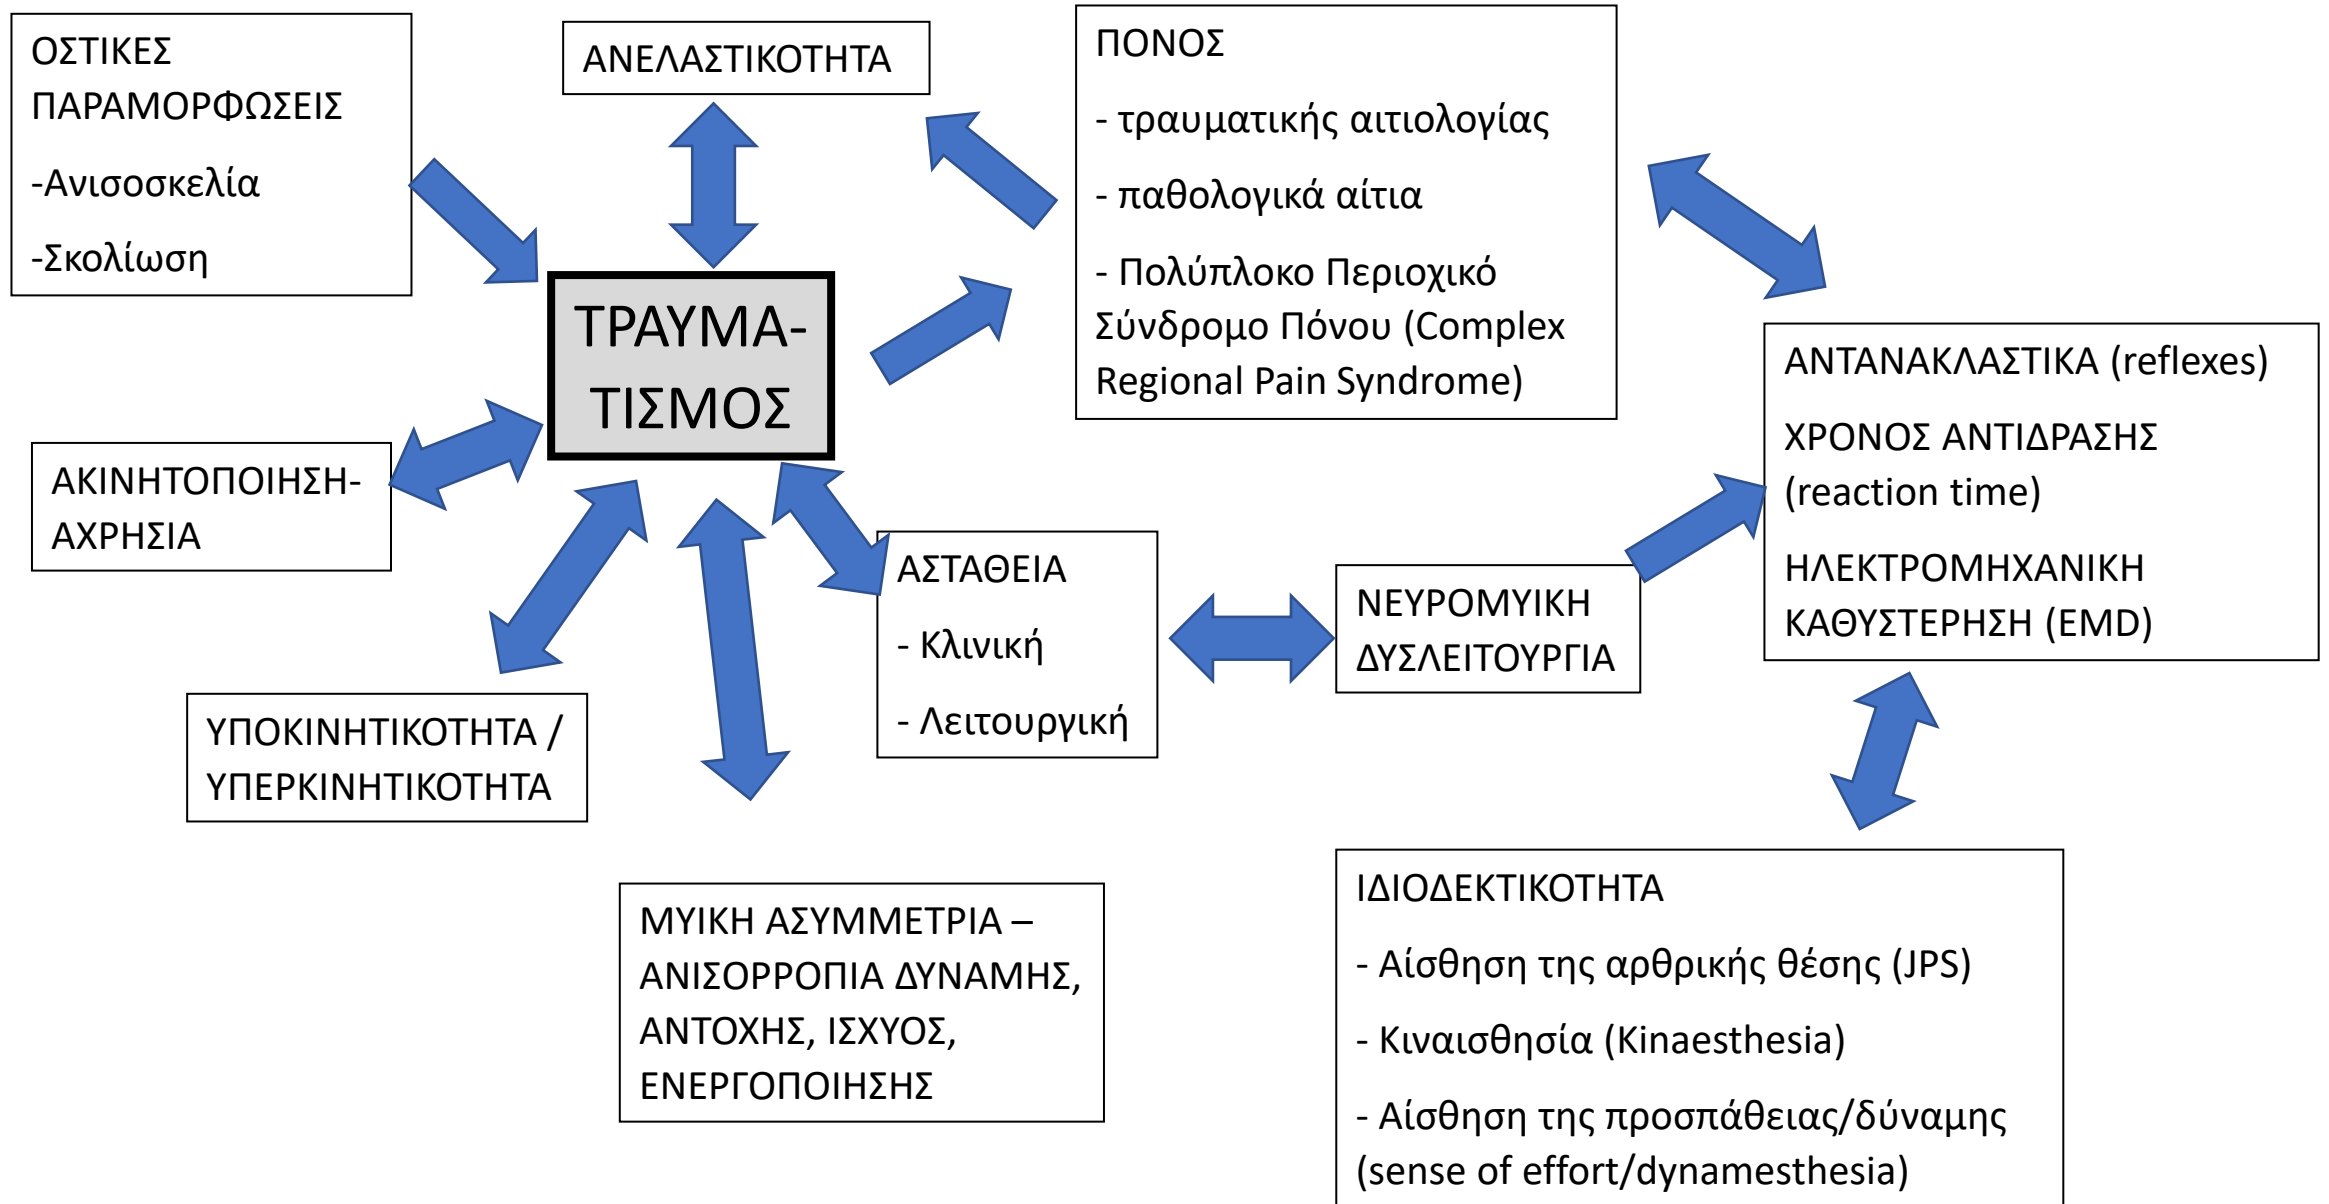 ΟΣΤΙΚΕΣ
ΠΑΡΑΜΟΡΦΩΣΕΙΣ
-Ανισοσκελία
-Σκολίωση
ΑΝΕΛΑΣΤΙΚΟΤΗΤΑ
ΠΟΝΟΣ
- τραυματικής αιτιολογίας
- παθολογικά αίτια
- Πολύπλοκο Περιοχικό
Σύνδρομο Πόνου (Complex
Regional Pain Syndrome)
ΤΡΑΥΜΑ-
ΤΙΣΜΟΣ
ΑΝΤΑΝΑΚΛΑΣΤΙΚΑ (reflexes)
ΧΡΟΝΟΣ ΑΝΤΙΔΡΑΣΗΣ
(reaction time)
ΗΛΕΚΤΡΟΜΗΧΑΝΙΚΗ
ΚΑΘΥΣΤΕΡΗΣΗ (EMD)
ΑΚΙΝΗΤΟΠΟΙΗΣΗ-
ΑΧΡΗΣΙΑ
ΑΣΤΑΘΕΙΑ
- Κλινική
- Λειτουργική
ΝΕΥΡΟΜΥΙΚΗ
ΔΥΣΛΕΙΤΟΥΡΓΙΑ
ΥΠΟΚΙΝΗΤΙΚΟΤΗΤΑ /
ΥΠΕΡΚΙΝΗΤΙΚΟΤΗΤΑ
ΜΥΙΚΗ ΑΣΥΜΜΕΤΡΙΑ –
ΑΝΙΣΟΡΡΟΠΙΑ ΔΥΝΑΜΗΣ,
ΑΝΤΟΧΗΣ, ΙΣΧΥΟΣ,
ΕΝΕΡΓΟΠΟΙΗΣΗΣ
ΙΔΙΟΔΕΚΤΙΚΟΤΗΤΑ
- Αίσθηση της αρθρικής θέσης (JPS)
- Κιναισθησία (Kinaesthesia)
- Αίσθηση της προσπάθειας/δύναμης
(sense of effort/dynamesthesia)